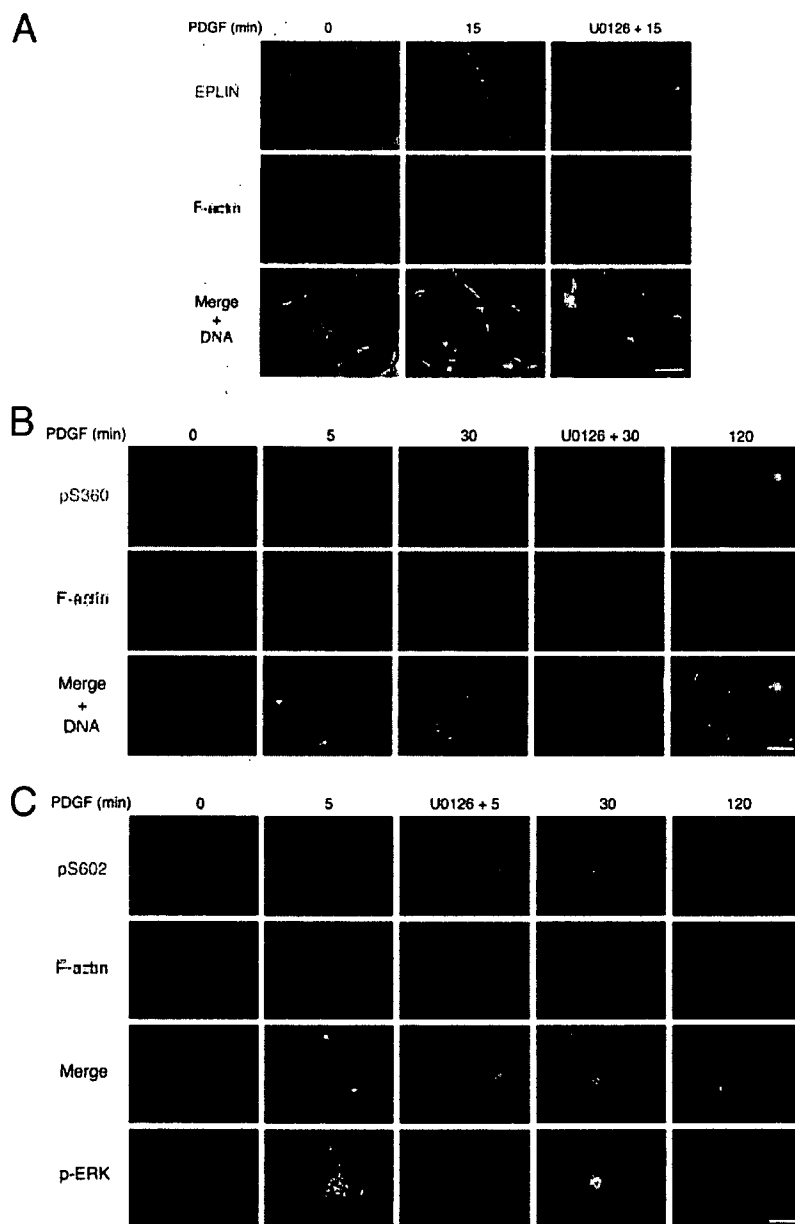 A
PDGF (min) 0 15 U0126 + 15
EPLIN
F-actin
Merge
+
DNA
B
PDGF (min) 0 5 30 U0126 + 30 120
pS360
F-actin
Merge
+
DNA
C
PDGF (min) 0 5 U0126 + 5 30 120
pS602
F-actin
Merge
p-ERK